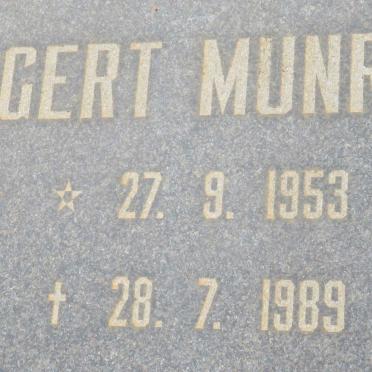 GERT MUNR
☆ 27. 9. 1953
† 28. 7. 1989